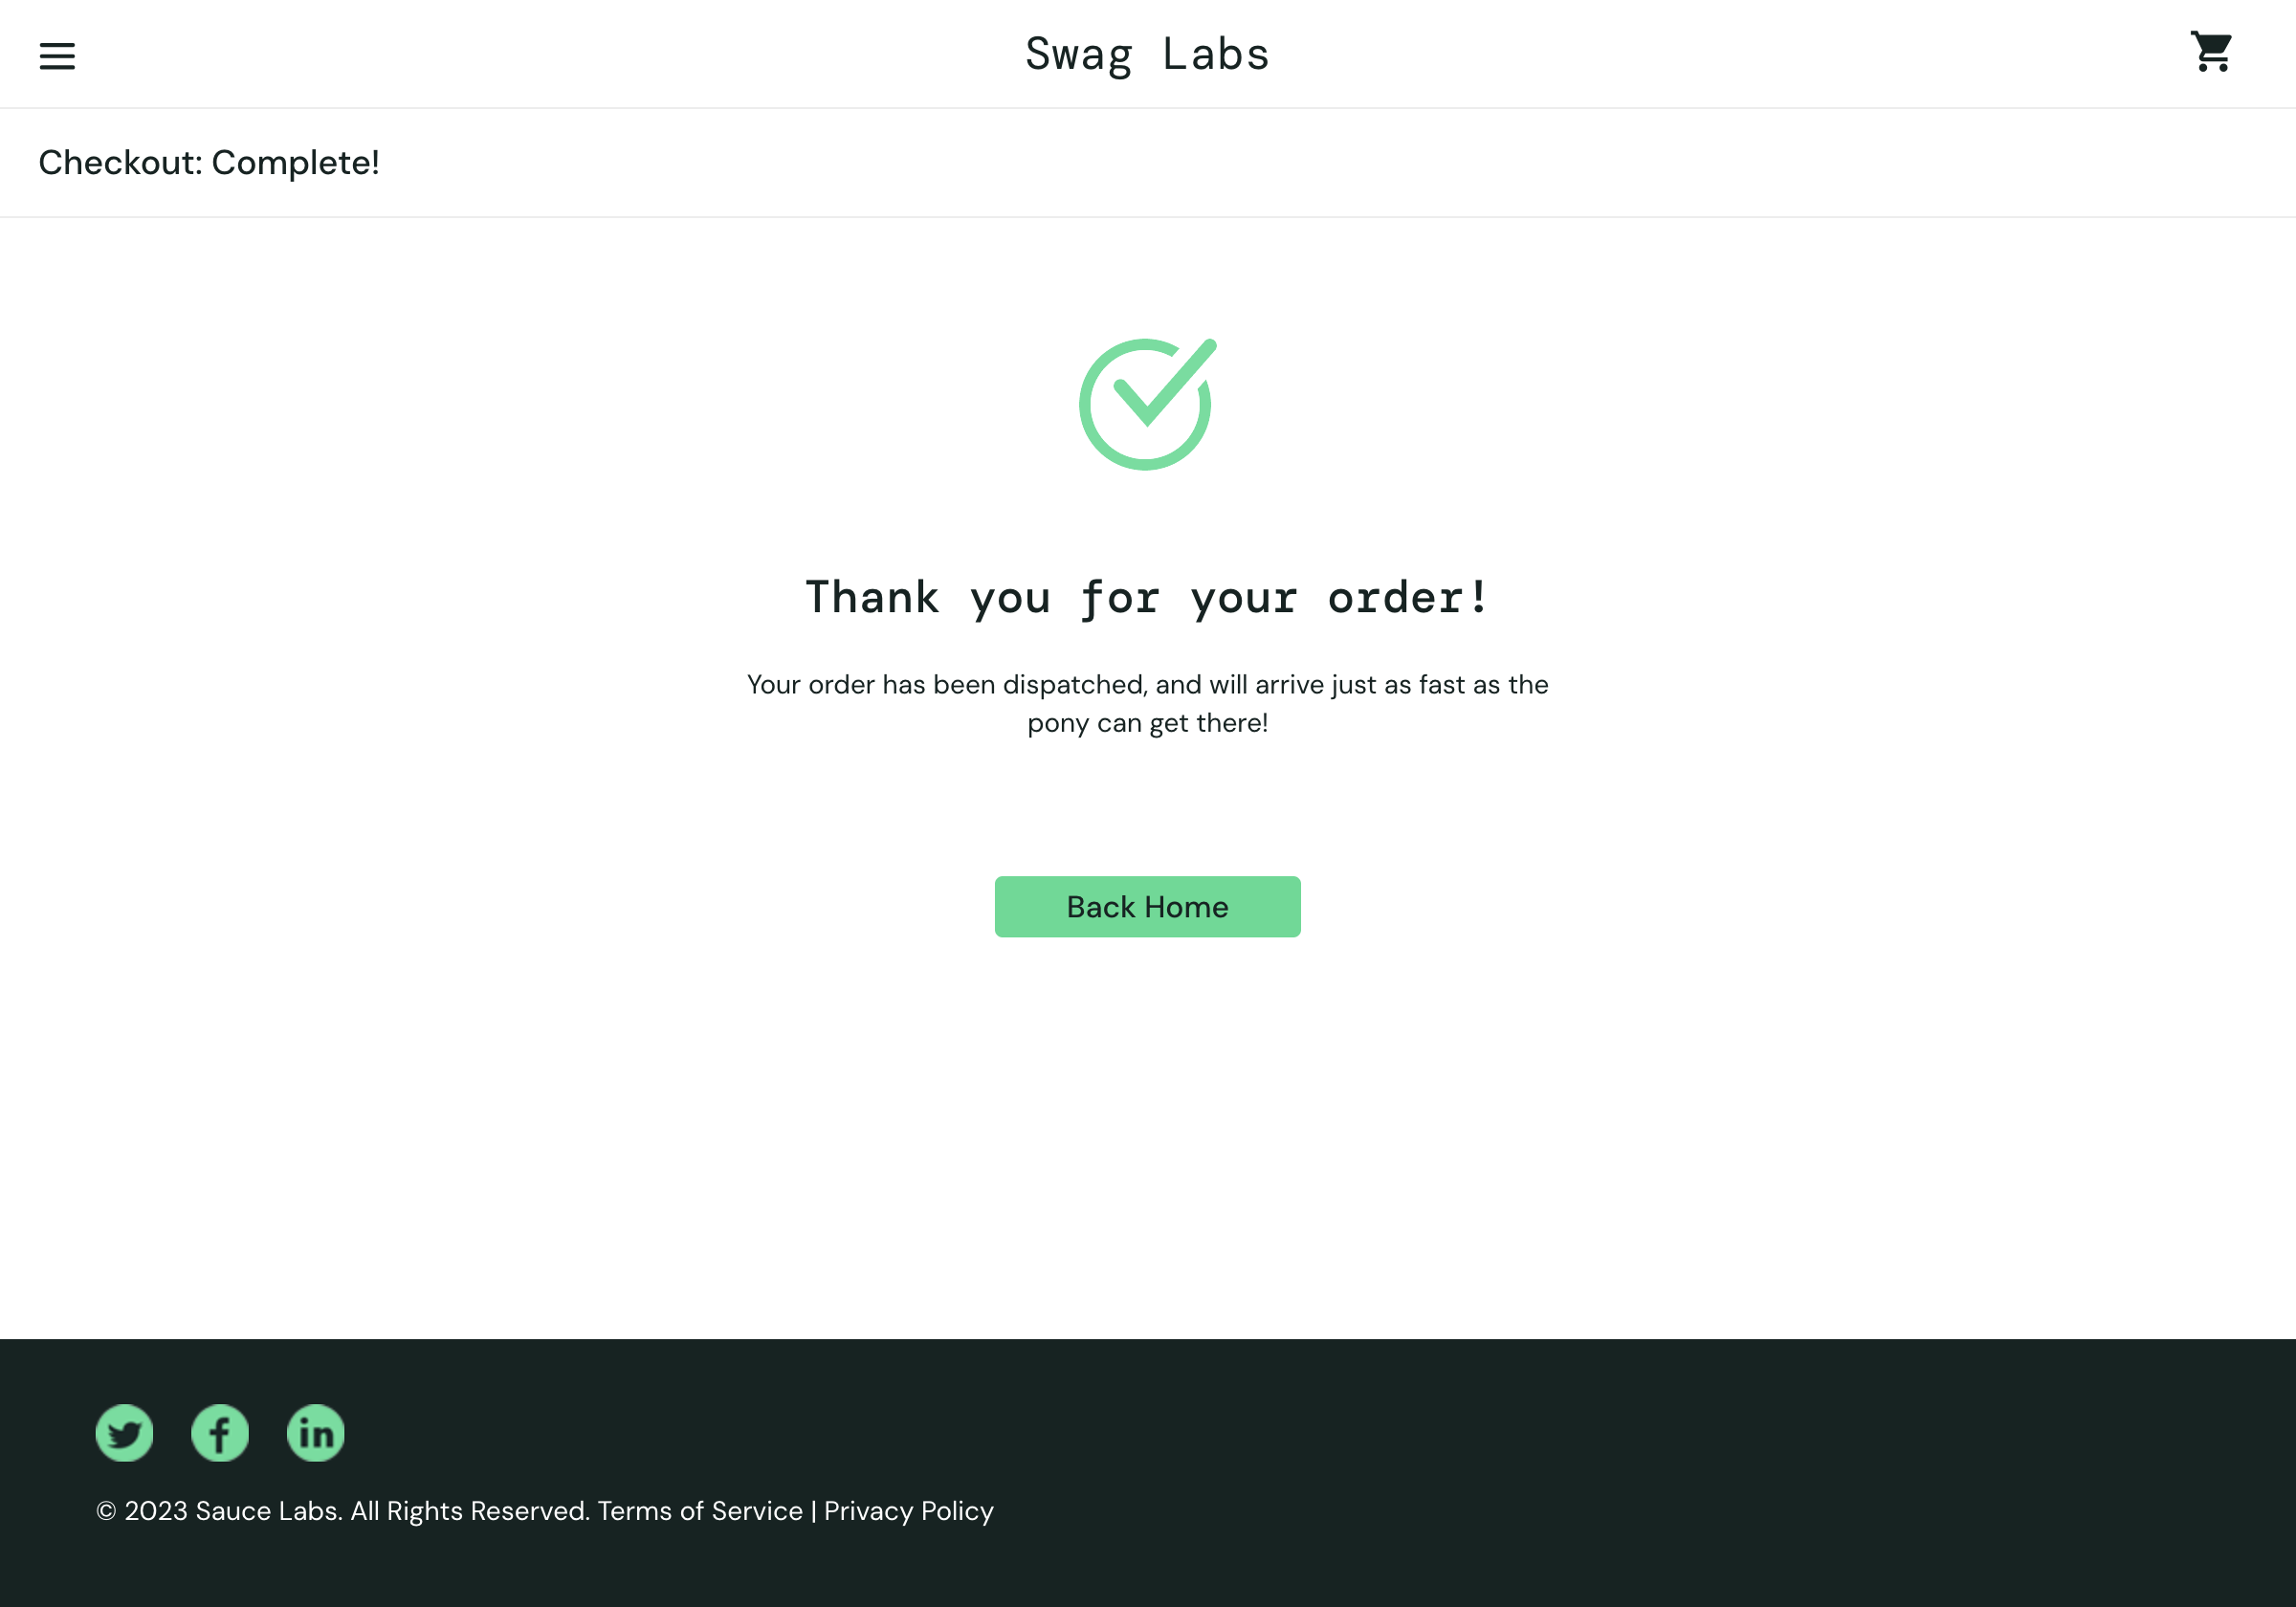 Swag Labs
Checkout: Complete!
Thank you for your order!
Your order has been dispatched, and will arrive just as fast as the
pony can get there!
Back Home
© 2023 Sauce Labs. All Rights Reserved. Terms of Service | Privacy Policy